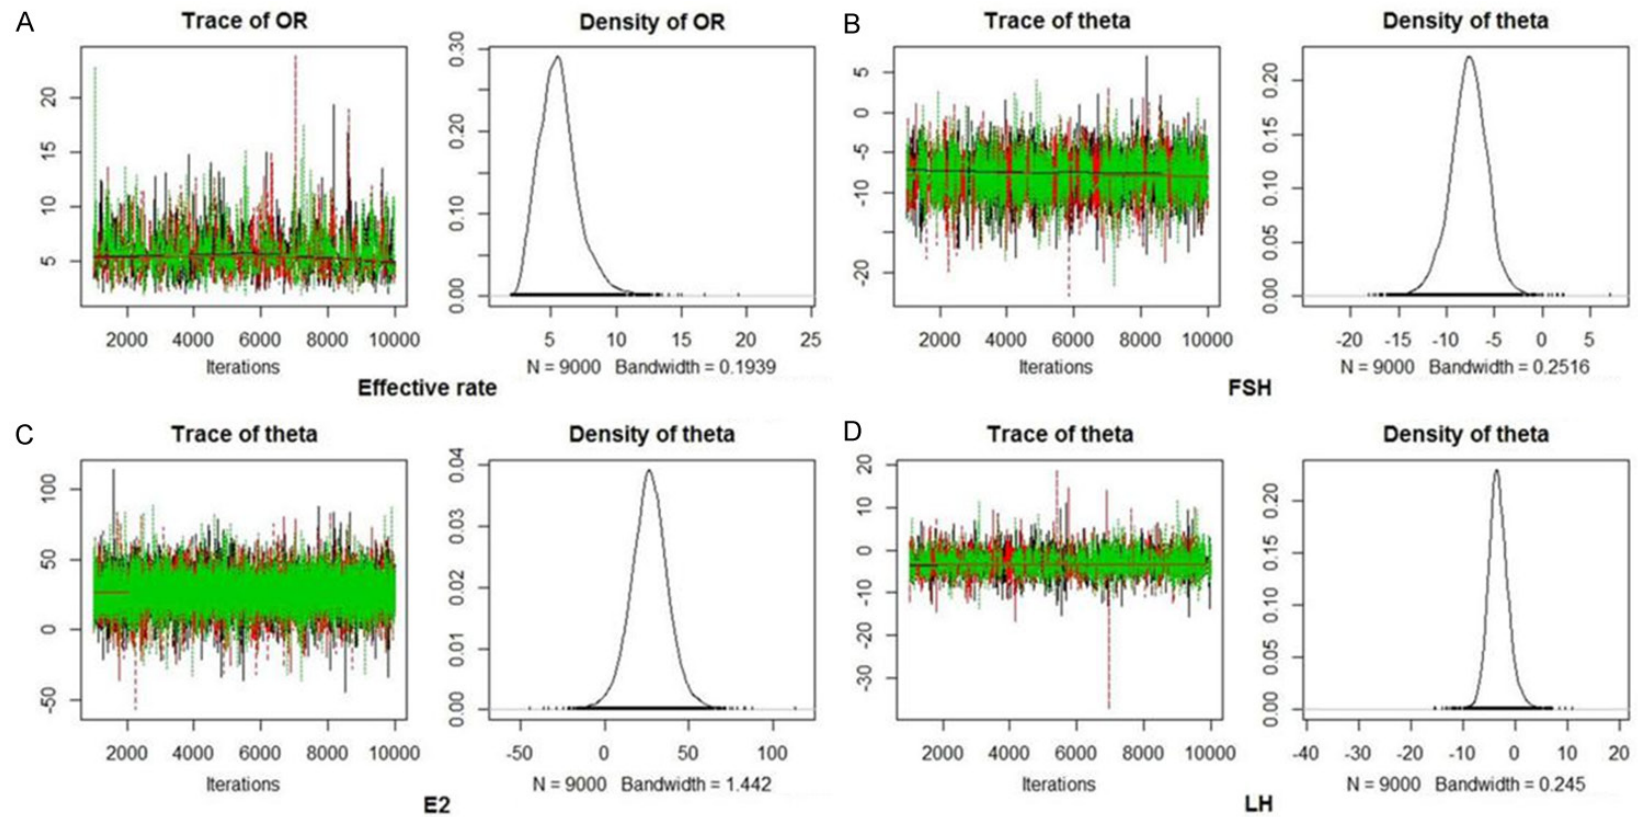 A
Trace of OR
20
15
10
5
2000 4000 6000 8000 10000
Iterations
Density of OR
0.30
0.20
0.10
0.00
5 10 15 20 25
N = 9000 Bandwidth = 0.1939
Effective rate
B
Trace of theta
5
0
-5
-10
-20
2000 4000 6000 8000 10000
Iterations
Density of theta
0.20
0.15
0.10
0.05
0.00
-20 -15 -10 -5 0 5
N = 9000 Bandwidth = 0.2516
FSH
C
Trace of theta
100
50
0
-50
2000 4000 6000 8000 10000
Iterations
Density of theta
0.04
0.03
0.02
0.01
0.00
-50 0 50 100
N = 9000 Bandwidth = 1.442
E2
D
Trace of theta
20
10
0
-10
-20
-30
2000 4000 6000 8000 10000
Iterations
Density of theta
0.20
0.15
0.10
0.05
0.00
-40 -30 -20 -10 0 10 20
N = 9000 Bandwidth = 0.245
LH